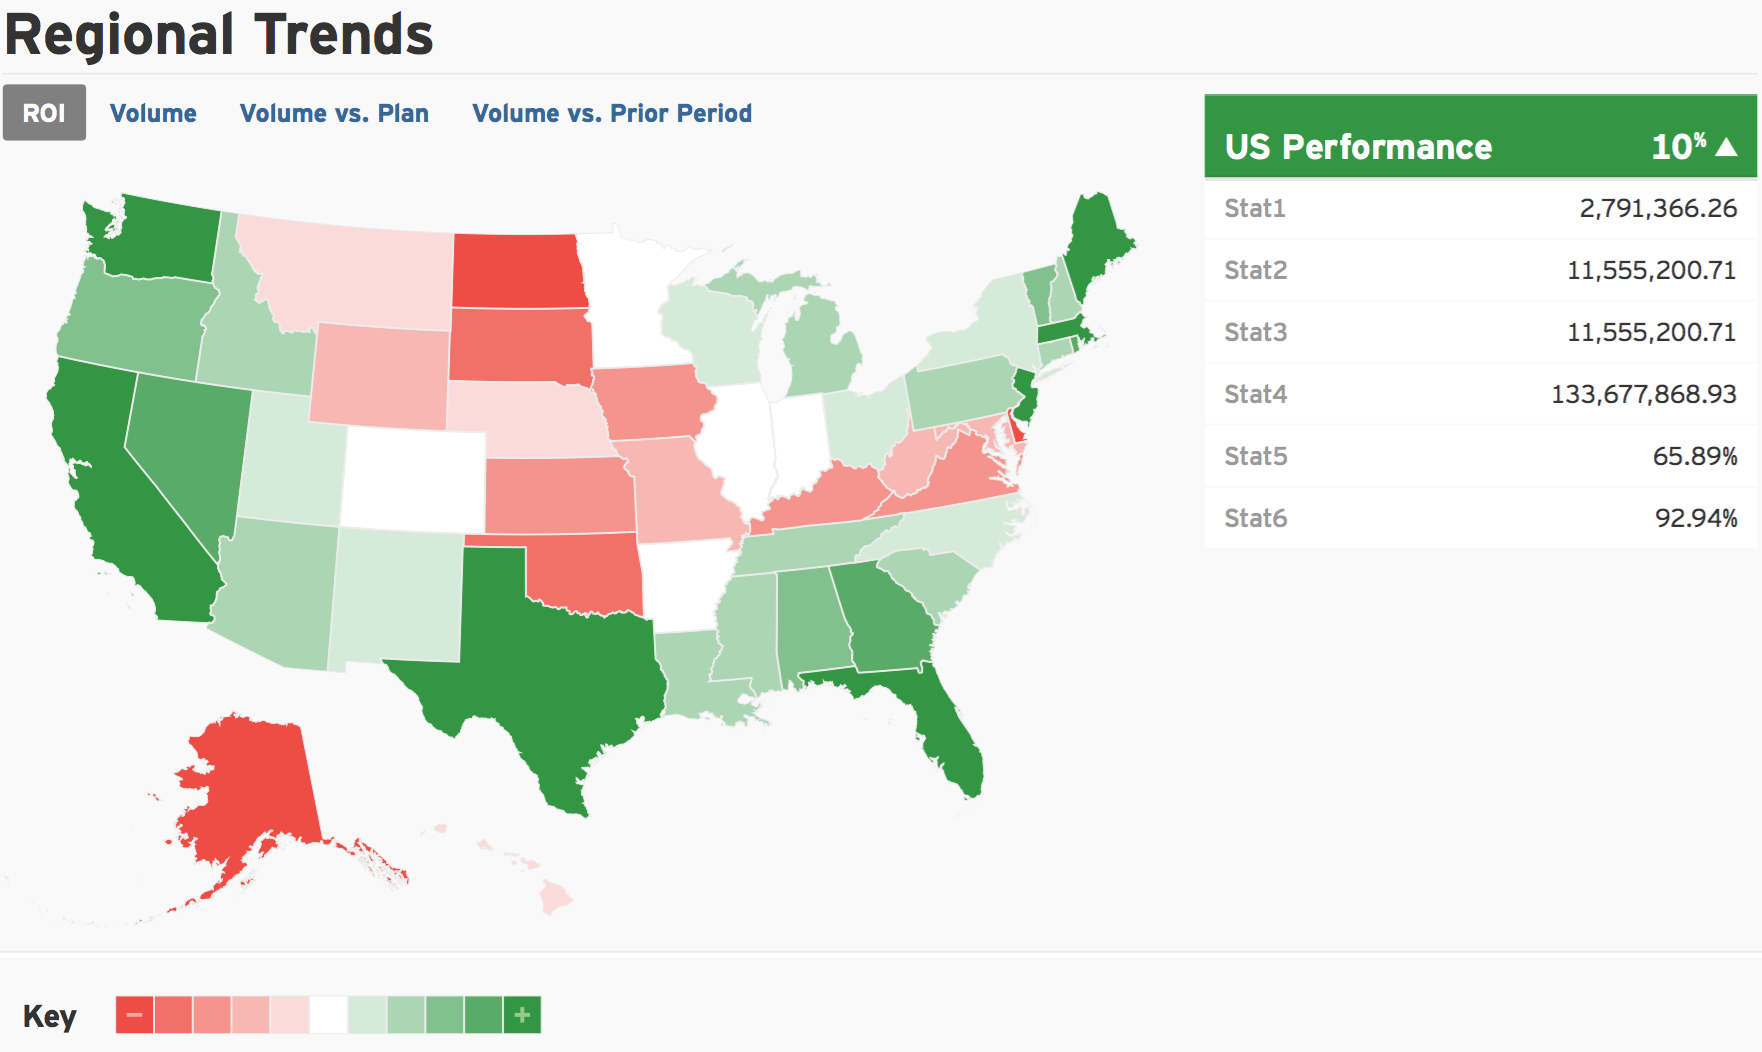 Regional Trends
ROI Volume Volume vs. Plan Volume vs. Prior Period
US Performance 10% ▲
Stat1 2,791,366.26
Stat2 11,555,200.71
Stat3 11,555,200.71
Stat4 133,677,868.93
Stat5 65.89%
Stat6 92.94%
Key − +